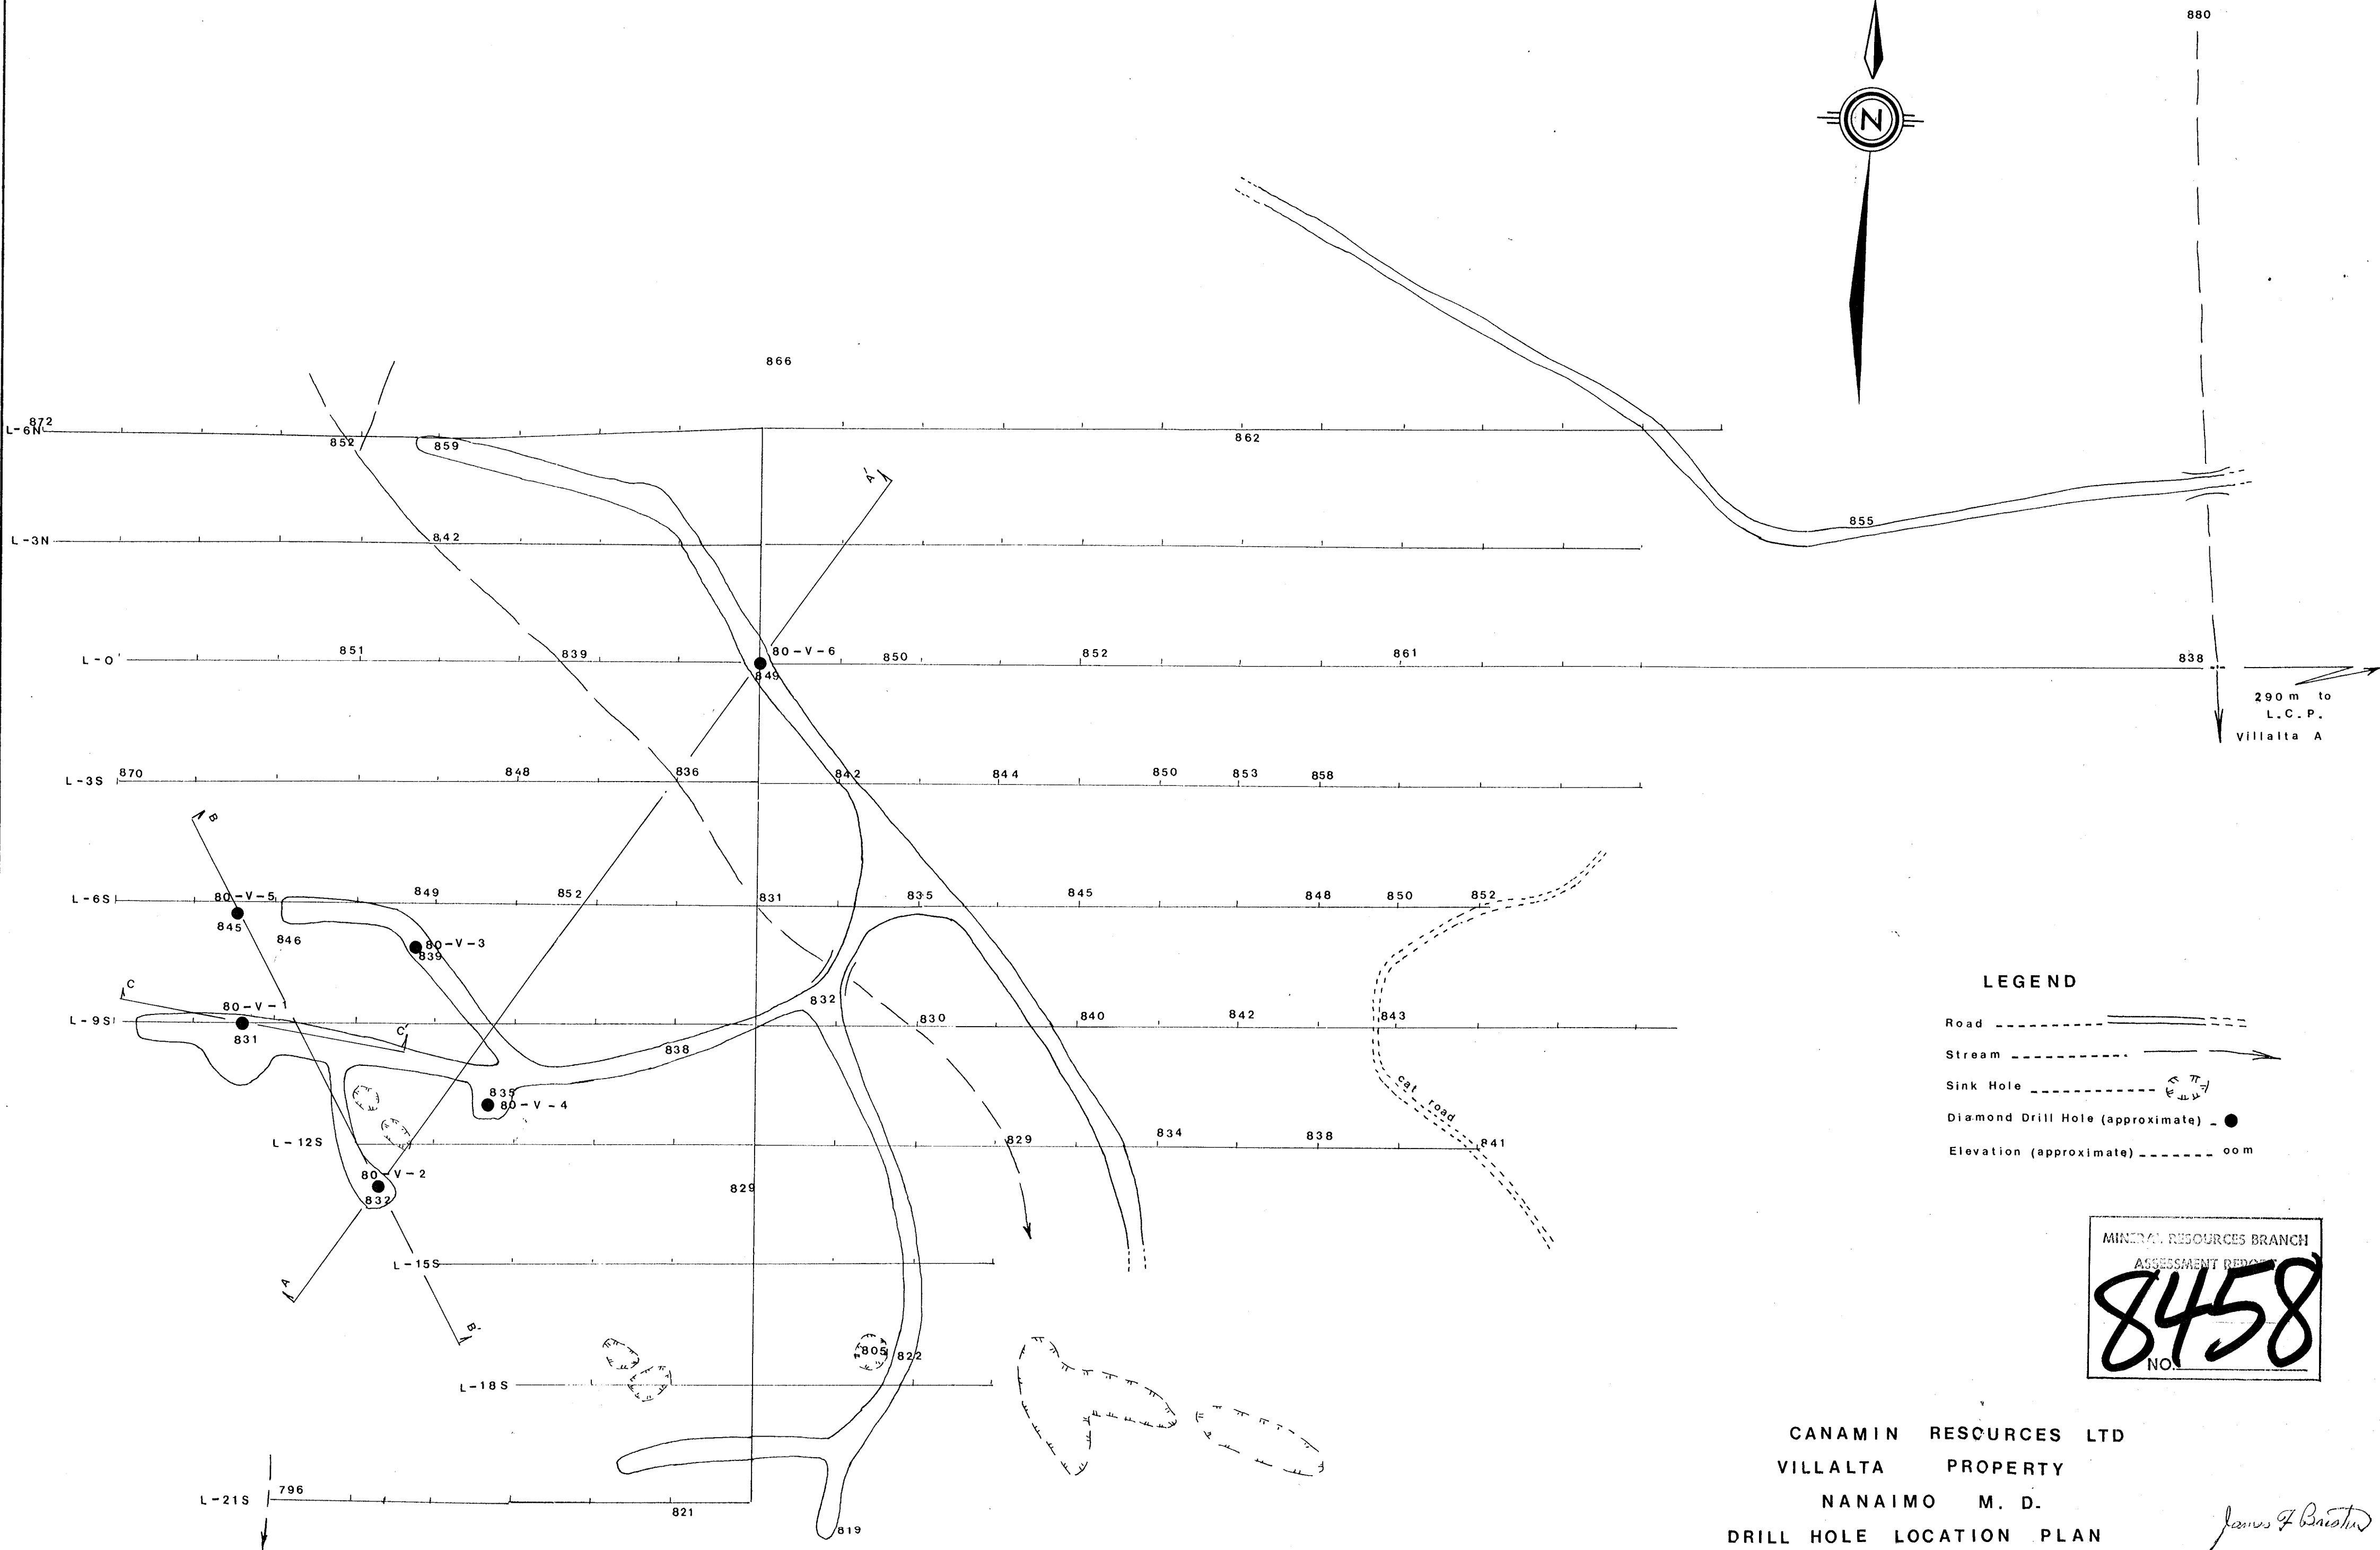 880
N
866
872
L-6N
852
859
862
A'
855
L-3N
842
L-0
851
839
80-V-6
849
850
852
861
838
290m to
L.C.P.
Villalta A
L-3S
870
848
836
842
844
850
853
858
B
L-6S
80-V-5
849
852
831
835
845
848
850
852
845
846
80-V-3
839
C
80-V-1
832
L-9S
831
C'
838
830
840
842
843
835
80-V-4
cat road
L-12S
829
834
838
841
80-V-2
832
829
L-15S
A
B'
805
822
L-18S
L-21S
796
821
819
LEGEND
Road
Stream
Sink Hole
Diamond Drill Hole (approximate)
Elevation (approximate) oom
MINERAL RESOURCES BRANCH
ASSESSMENT REPORT
8458
NO.
CANAMIN RESOURCES LTD
VILLALTA PROPERTY
NANAIMO M. D.
DRILL HOLE LOCATION PLAN